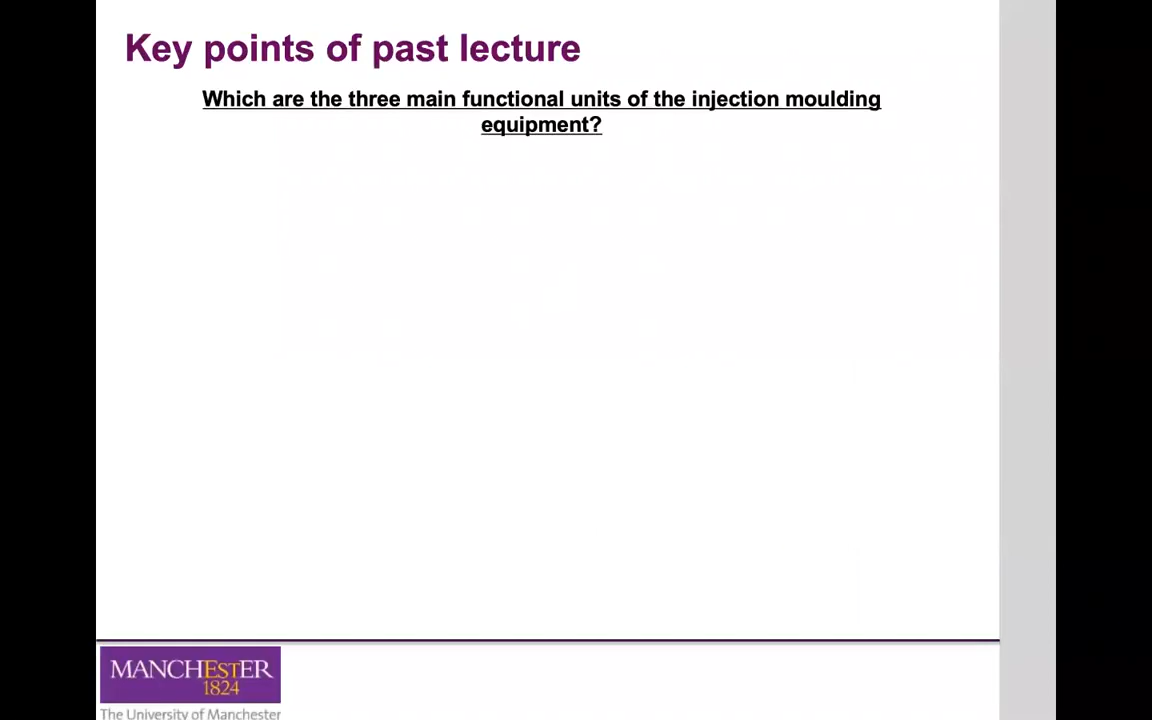 Key points of past lecture
Which are the three main functional units of the injection moulding
equipment?
MANCHESTER
1824
The University of Manchester